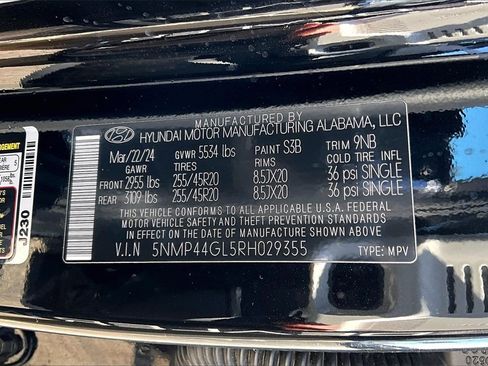 HYUNDAI MOTOR MANUFACTURING ALABAMA, LLC
Mar/22/24 GVWR 5534 lbs PAINT S3B TRIM 9NB
GAWR TIRES RIMS COLD TIRE INFL.
FRONT 2955 lbs 255/45R20 8.5JX20 36 psi SINGLE
REAR 3109 lbs 255/45R20 8.5JX20 36 psi SINGLE
THIS VEHICLE CONFORMS TO ALL APPLICABLE U.S.A. FEDERAL
MOTOR VEHICLE SAFETY AND THEFT PREVENTION STANDARDS
IN EFFECT ON THE DATE OF MANUFACTURE SHOWN ABOVE
V.I.N 5NMP44GL5RH029355 TYPE: MPV
J230